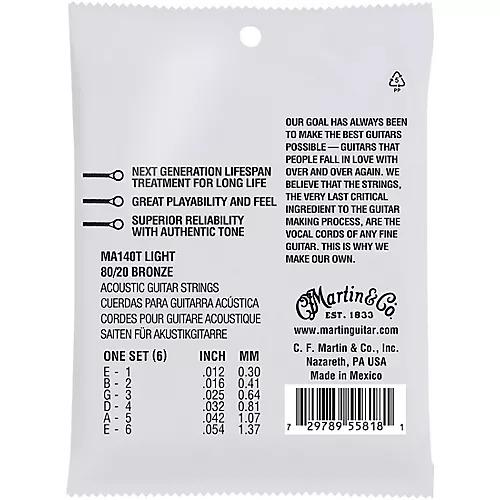 5
PP
OUR GOAL HAS ALWAYS BEEN
TO MAKE THE BEST GUITARS
POSSIBLE — GUITARS THAT
PEOPLE FALL IN LOVE WITH
OVER AND OVER AGAIN. WE
BELIEVE THAT THE STRINGS,
THE VERY LAST CRITICAL
INGREDIENT TO THE GUITAR
MAKING PROCESS, ARE THE
VOCAL CORDS OF ANY FINE
GUITAR. THIS IS WHY WE
MAKE OUR OWN.
NEXT GENERATION LIFESPAN
TREATMENT FOR LONG LIFE
GREAT PLAYABILITY AND FEEL
SUPERIOR RELIABILITY
WITH AUTHENTIC TONE
MA140T LIGHT
80/20 BRONZE
ACOUSTIC GUITAR STRINGS
CUERDAS PARA GUITARRA ACÚSTICA
CORDES POUR GUITARE ACOUSTIQUE
SAITEN FÜR AKUSTIKGITARRE
ONE SET (6) INCH MM
E - 1 .012 0.30
B - 2 .016 0.41
G - 3 .025 0.64
D - 4 .032 0.81
A - 5 .042 1.07
E - 6 .054 1.37
C.F. Martin & Co.
EST. 1833
www.martinguitar.com
C. F. Martin & Co., Inc.
Nazareth, PA USA
Made in Mexico
7 29789 55818 1